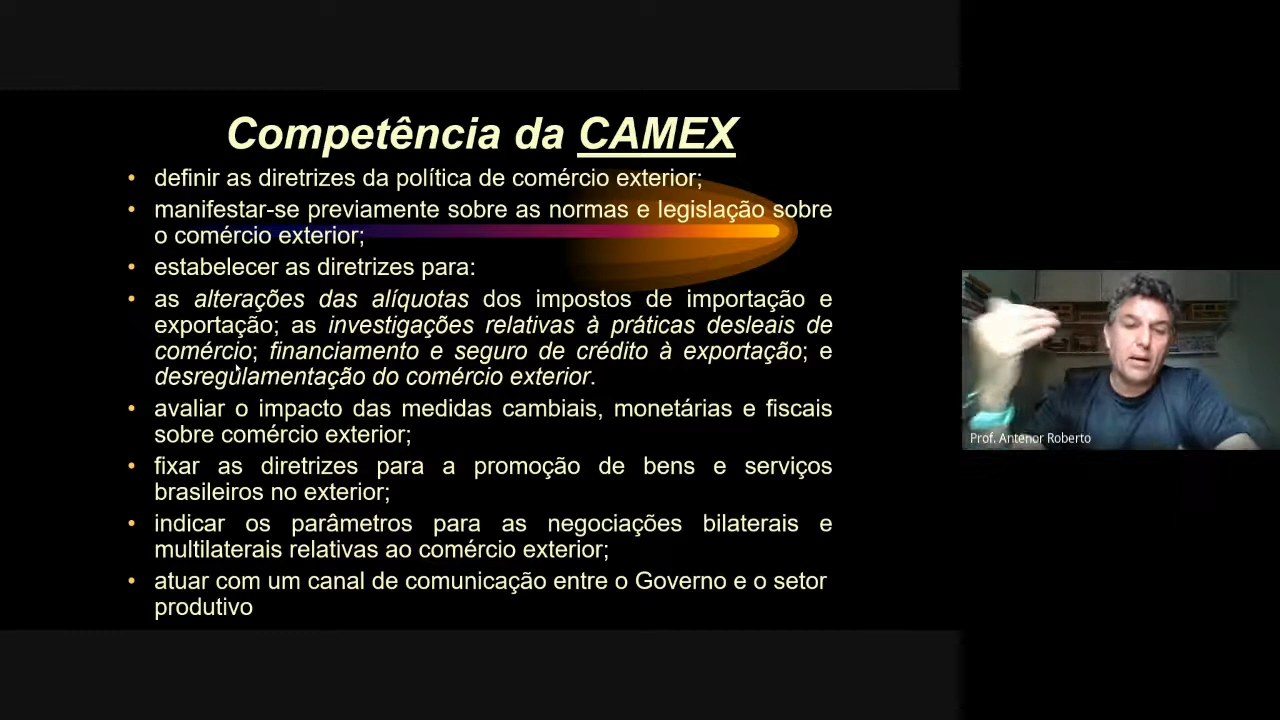 Competência da CAMEX
• definir as diretrizes da política de comércio exterior;
• manifestar-se previamente sobre as normas e legislação sobre
o comércio exterior;
• estabelecer as diretrizes para:
• as alterações das alíquotas dos impostos de importação e
exportação; as investigações relativas à práticas desleais de
comércio; financiamento e seguro de crédito à exportação; e
desregulamentação do comércio exterior.
• avaliar o impacto das medidas cambiais, monetárias e fiscais
sobre comércio exterior;
• fixar as diretrizes para a promoção de bens e serviços
brasileiros no exterior;
• indicar os parâmetros para as negociações bilaterais e
multilaterais relativas ao comércio exterior;
• atuar com um canal de comunicação entre o Governo e o setor
produtivo
Prof. Antenor Roberto